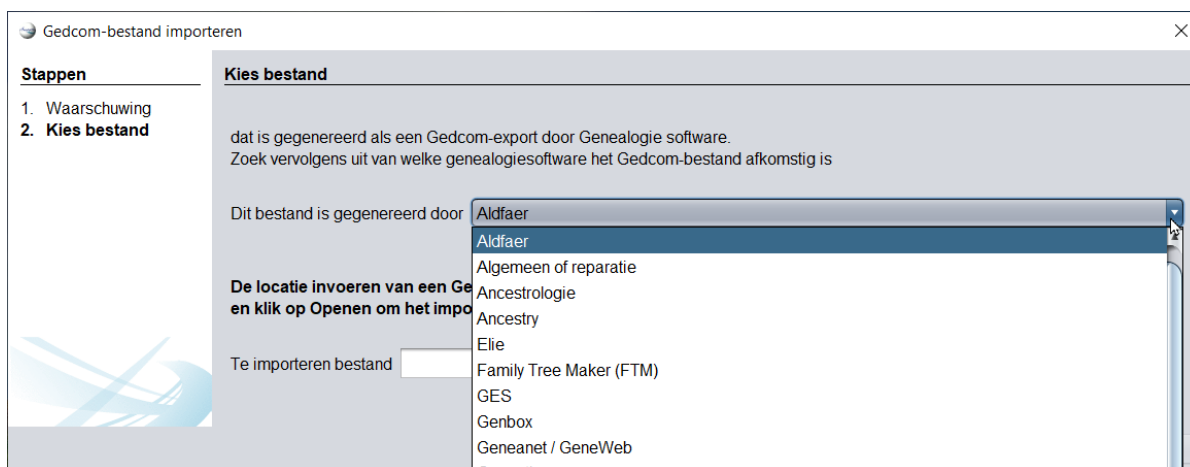 Gedcom-bestand importeren
Stappen
1. Waarschuwing
2. Kies bestand
Kies bestand
dat is gegenereerd als een Gedcom-export door Genealogie software.
Zoek vervolgens uit van welke genealogiesoftware het Gedcom-bestand afkomstig is
Dit bestand is gegenereerd door Aldfaer
Aldfaer
Algemeen of reparatie
Ancestrologie
Ancestry
Elie
Family Tree Maker (FTM)
GES
Genbox
Geneanet / GeneWeb
De locatie invoeren van een
en klik op Openen om het
Te importeren bestand